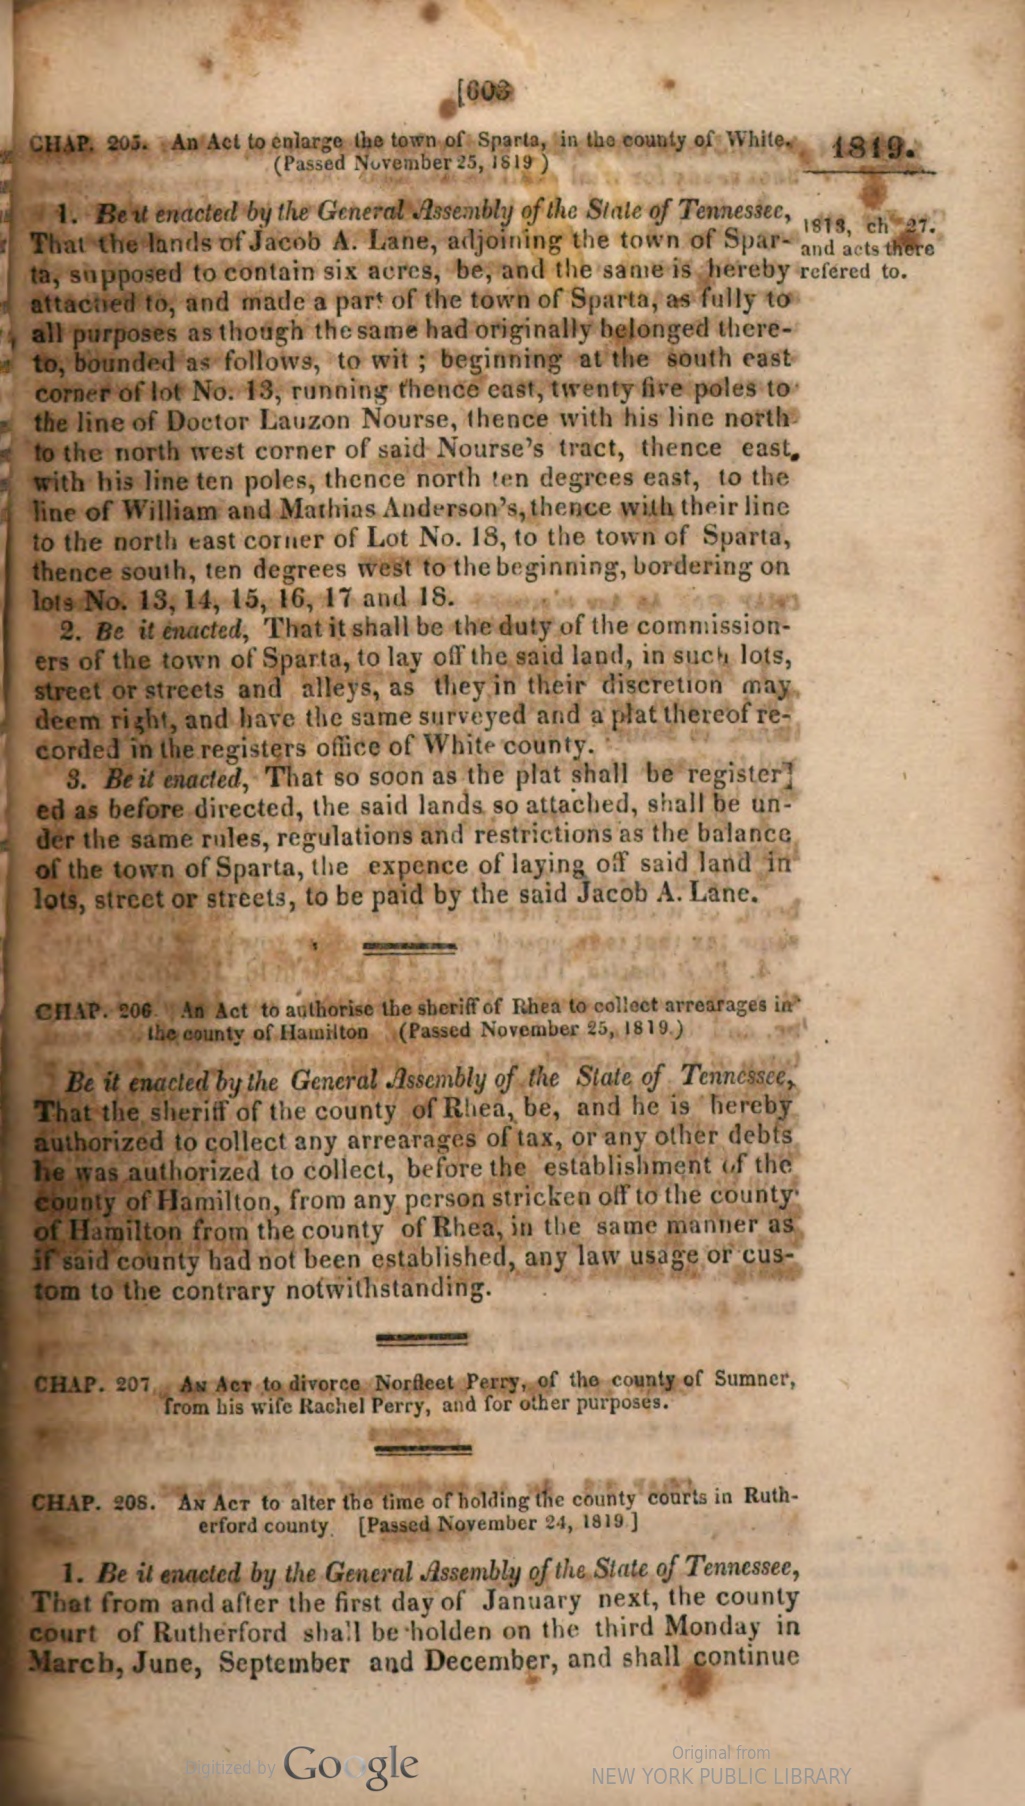 [603
CHAP. 205. An Act to enlarge the town of Sparta, in the county of White.
(Passed November 25, 1819 )
1819.
1. Be it enacted by the General Assembly of the State of Tennessee,
That the lands of Jacob A. Lane, adjoining the town of Spar-
ta, supposed to contain six acres, be, and the same is hereby
attached to, and made a part of the town of Sparta, as fully to
all purposes as though the same had originally belonged there-
to, bounded as follows, to wit ; beginning at the south east
corner of lot No. 13, running thence east, twenty five poles to
the line of Doctor Lauzon Nourse, thence with his line north
to the north west corner of said Nourse's tract, thence east,
with his line ten poles, thence north ten degrees east, to the
line of William and Mathias Anderson's, thence with their line
to the north east corner of Lot No. 18, to the town of Sparta,
thence south, ten degrees west to the beginning, bordering on
lots No. 13, 14, 15, 16, 17 and 18.
1818, ch 27.
and acts there
refered to.
2. Be it enacted, That it shall be the duty of the commission-
ers of the town of Sparta, to lay off the said land, in such lots,
street or streets and alleys, as they in their discretion may
deem right, and have the same surveyed and a plat thereof re-
corded in the registers office of White county.
3. Be it enacted, That so soon as the plat shall be register]
ed as before directed, the said lands so attached, shall be un-
der the same rules, regulations and restrictions as the balance
of the town of Sparta, the expence of laying off said land in
lots, street or streets, to be paid by the said Jacob A. Lane.
CHAP. 206. An Act to authorise the sheriff of Rhea to collect arrearages in
the county of Hamilton (Passed November 25, 1819.)
Be it enacted by the General Assembly of the State of Tennessee,
That the sheriff of the county of Rhea, be, and he is hereby
authorized to collect any arrearages of tax, or any other debts
he was authorized to collect, before the establishment of the
county of Hamilton, from any person stricken off to the county
of Hamilton from the county of Rhea, in the same manner as
if said county had not been established, any law usage or cus-
tom to the contrary notwithstanding.
CHAP. 207. AN ACT to divorce Norfleet Perry, of the county of Sumner,
from his wife Rachel Perry, and for other purposes.
CHAP. 208. AN ACT to alter the time of holding the county courts in Ruth-
erford county. [Passed November 24, 1819.]
1. Be it enacted by the General Assembly of the State of Tennessee,
That from and after the first day of January next, the county
court of Rutherford shall be holden on the third Monday in
March, June, September and December, and shall continue
Digitized by Google
Original from
NEW YORK PUBLIC LIBRARY